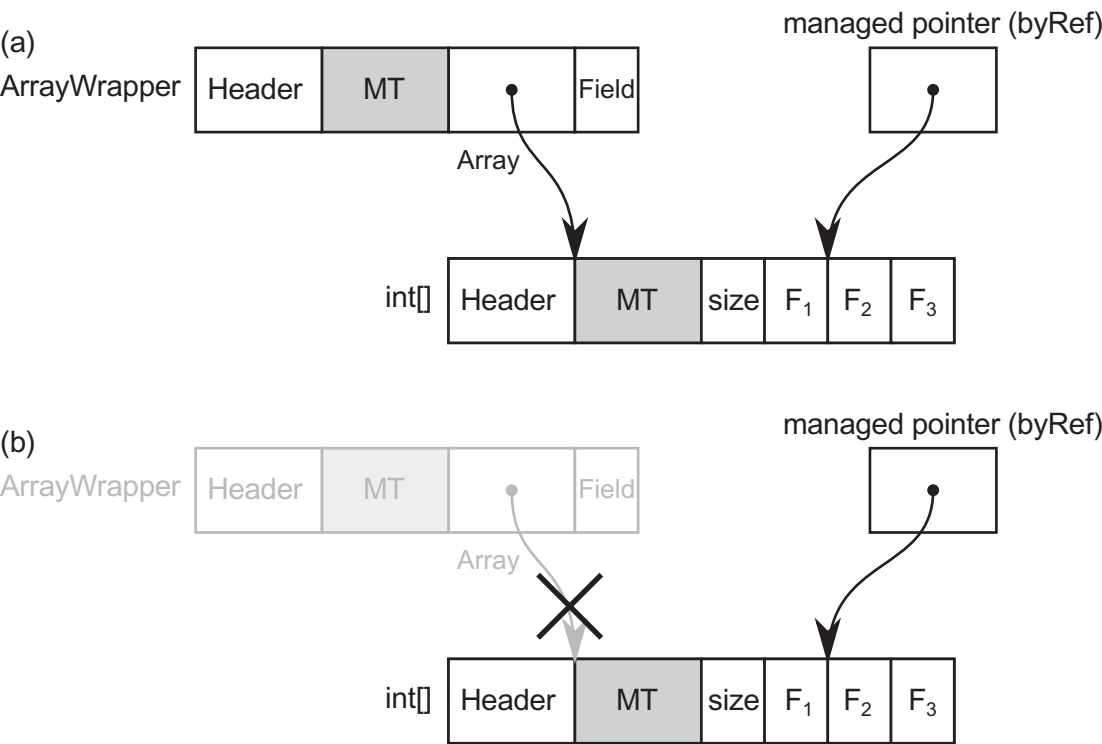 managed pointer (byRef)
(a)
ArrayWrapper Header MT Field
Array
int[] Header MT size F₁ F₂ F₃
managed pointer (byRef)
(b)
ArrayWrapper Header MT Field
Array
int[] Header MT size F₁ F₂ F₃